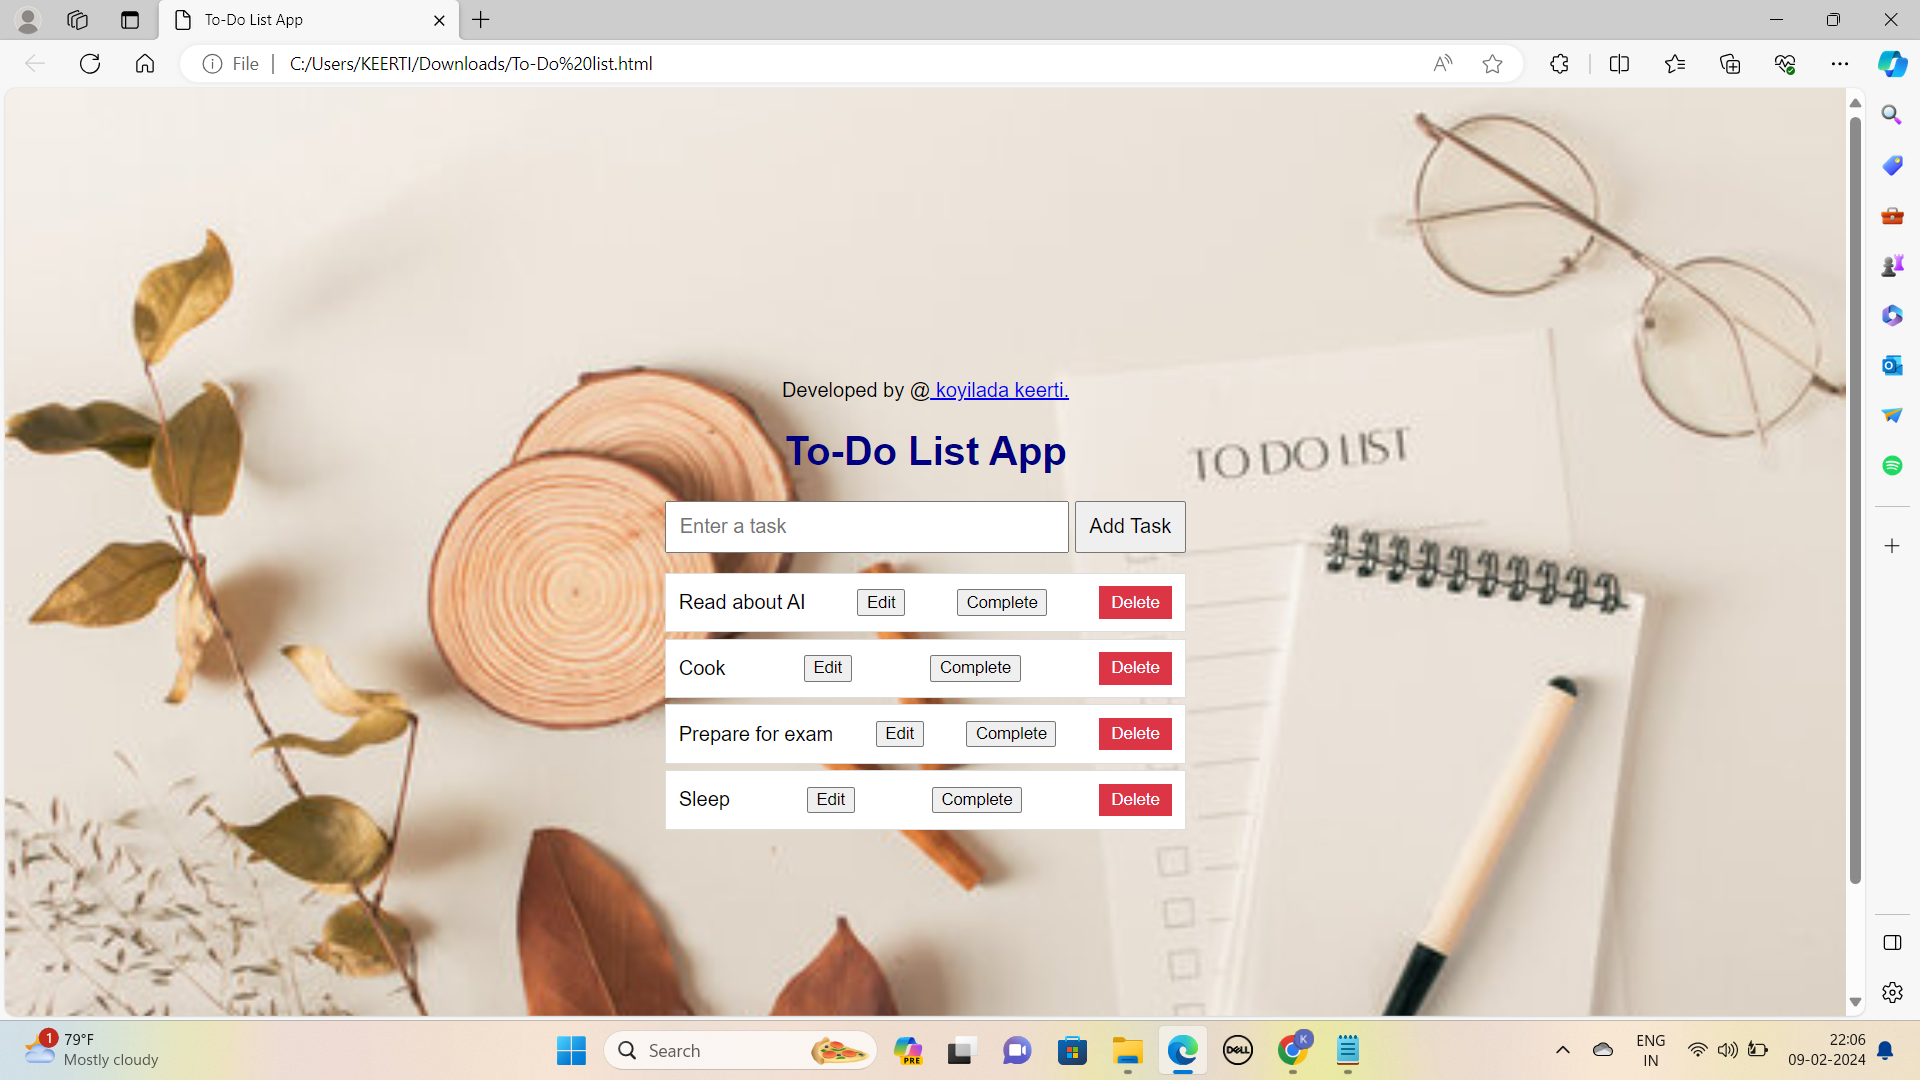 To-Do List App
File
C:/Users/KEERTI/Downloads/To-Do%20list.html
Developed by @ koyilada keerti.
To-Do List App
TO DO LIST
Enter a task
Add Task
Read about AI Edit Complete Delete
Cook Edit Complete Delete
Prepare for exam Edit Complete Delete
Sleep Edit Complete Delete
1
79°F
Mostly cloudy
Search
PRE
DELL
K
ENG
IN
22:06
09-02-2024